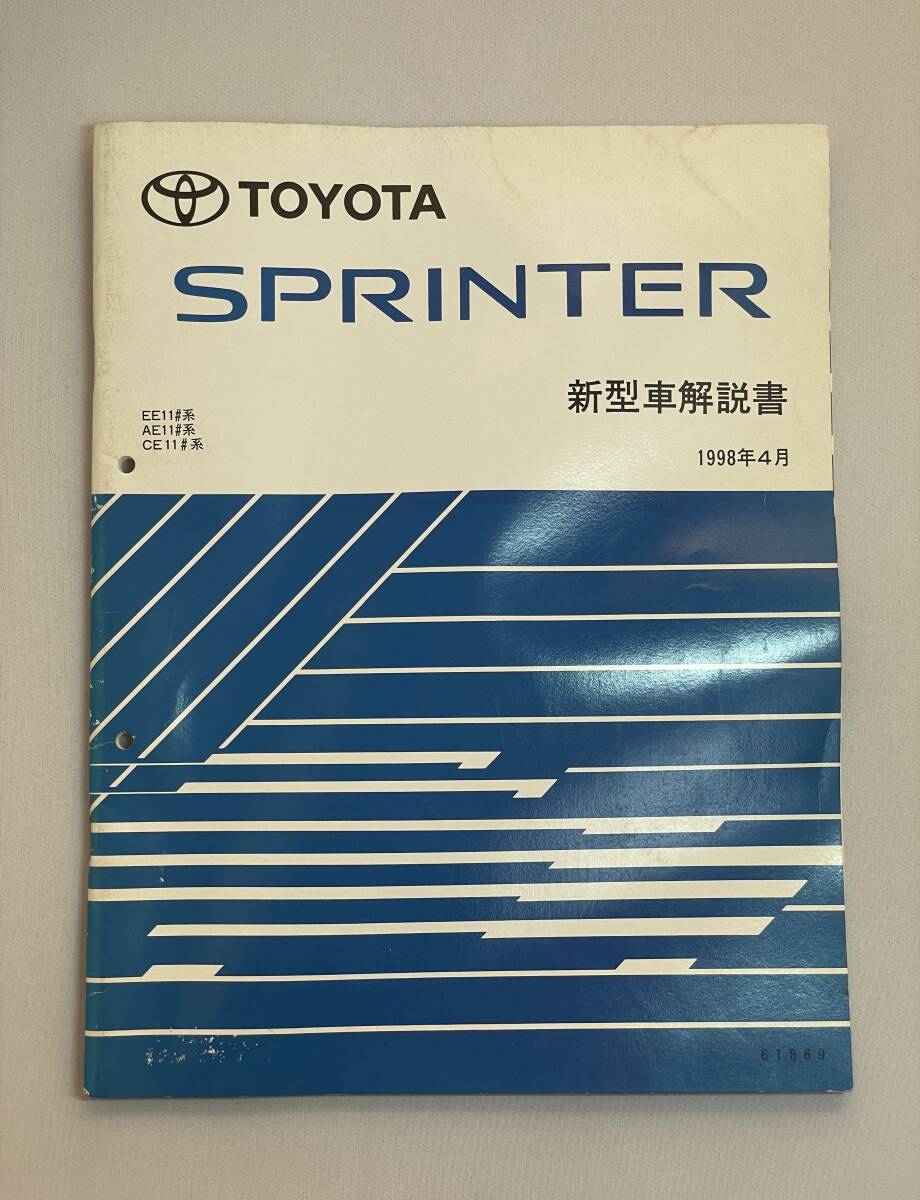 TOYOTA
SPRINTER
新型車解説書
EE11#系
AE11#系
CE11#系
1998年4月
61869